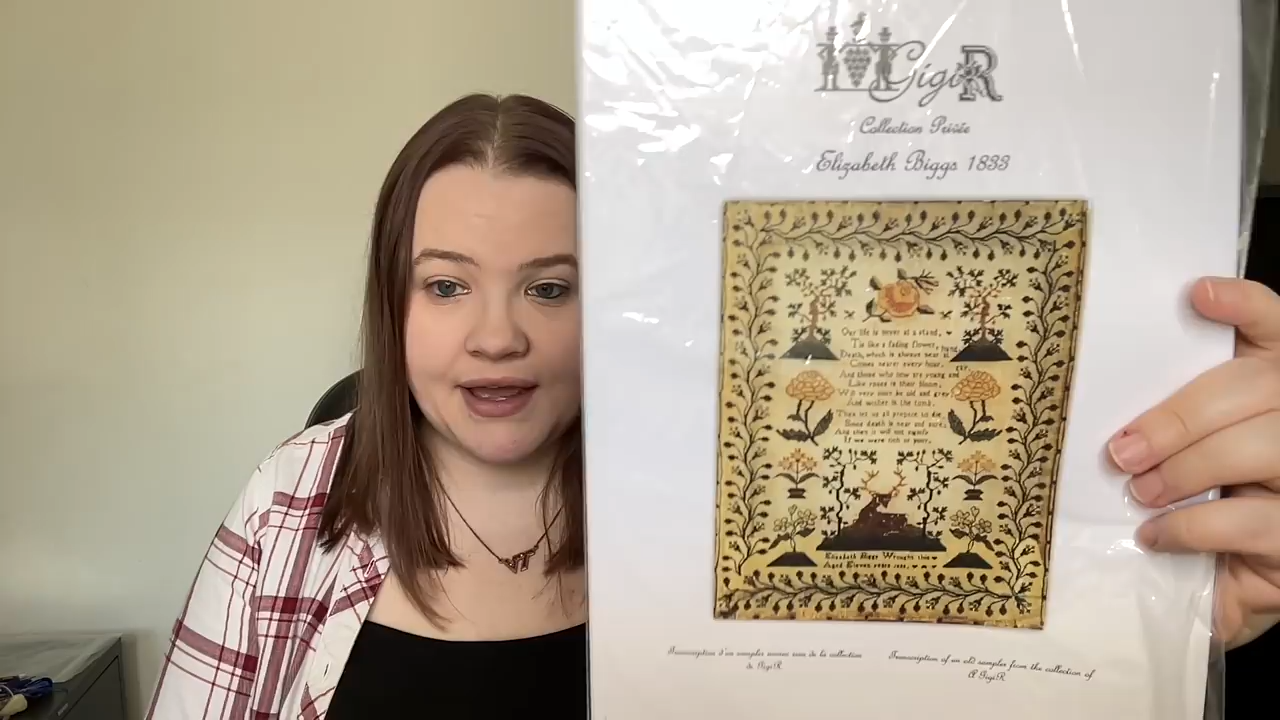 GigiR
Collection Privée
Elizabeth Biggs 1833
Our life is never at a stand,
Tis like a fading flower,
Death, which is always near at hand
Comes nearer every hour.
And those who now are young and gay
Like roses in their bloom,
Will very soon be old and grey
And wither in the tomb.
Then let us all prepare to die
Since death is near and sure;
And then it will not signify
If we were rich or poor.
Elizabeth Biggs Wrought this
Aged Eleven years
Transcription d'un sampler ancien de la collection
de GigiR
Transcription of an old sampler from the collection of
GigiR
VT